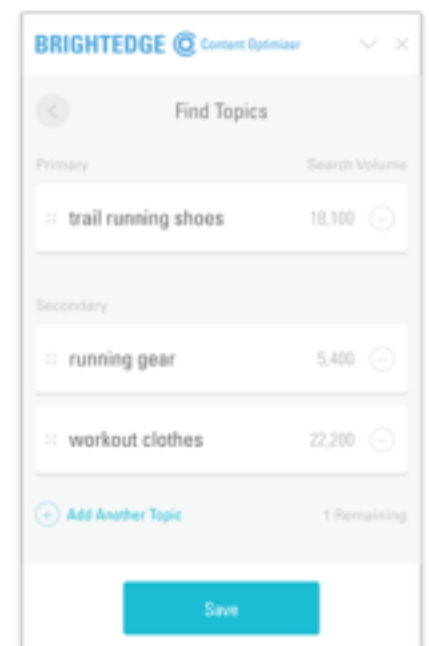 BRIGHTEDGE Content Optimizer
Find Topics
Primary Search Volume
trail running shoes 18,100
Secondary
running gear 5,400
workout clothes 22,200
Add Another Topic 1 Remaining
Save